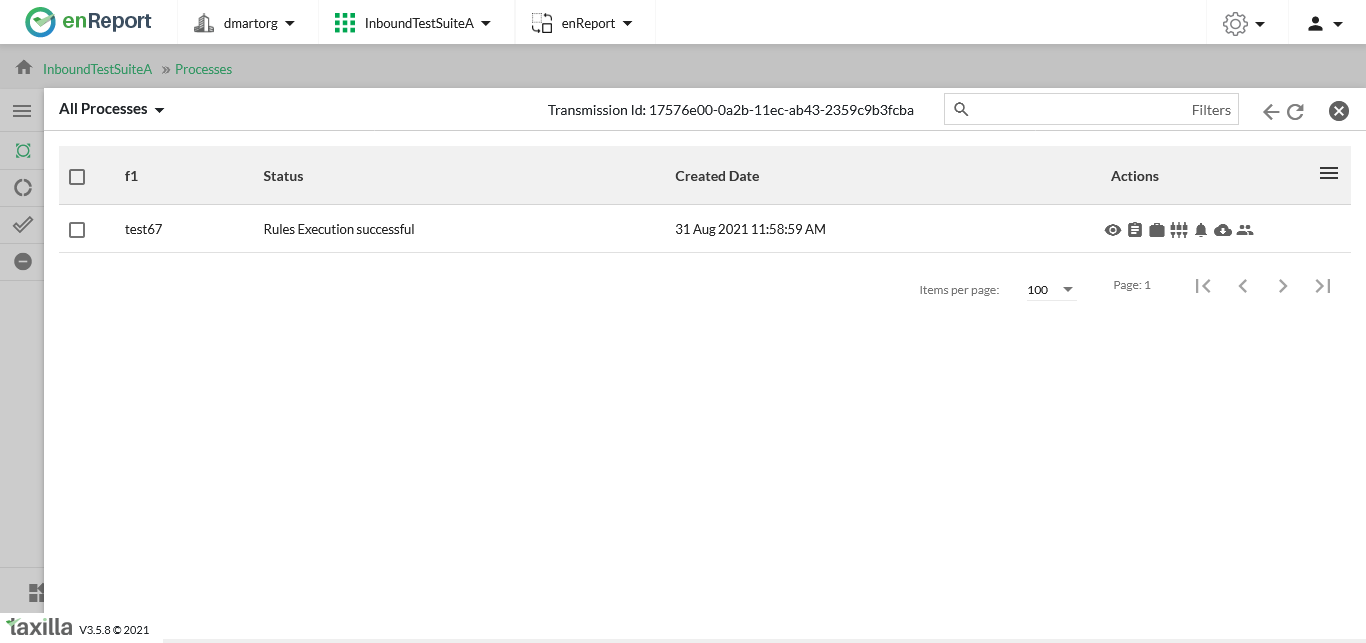 enReport dmartorg InboundTestSuiteA enReport
InboundTestSuiteA » Processes
All Processes Transmission Id: 17576e00-0a2b-11ec-ab43-2359c9b3fcba Filters
f1 Status Created Date Actions
test67 Rules Execution successful 31 Aug 2021 11:58:59 AM
Items per page: 100 Page: 1
taxilla V3.5.8 © 2021